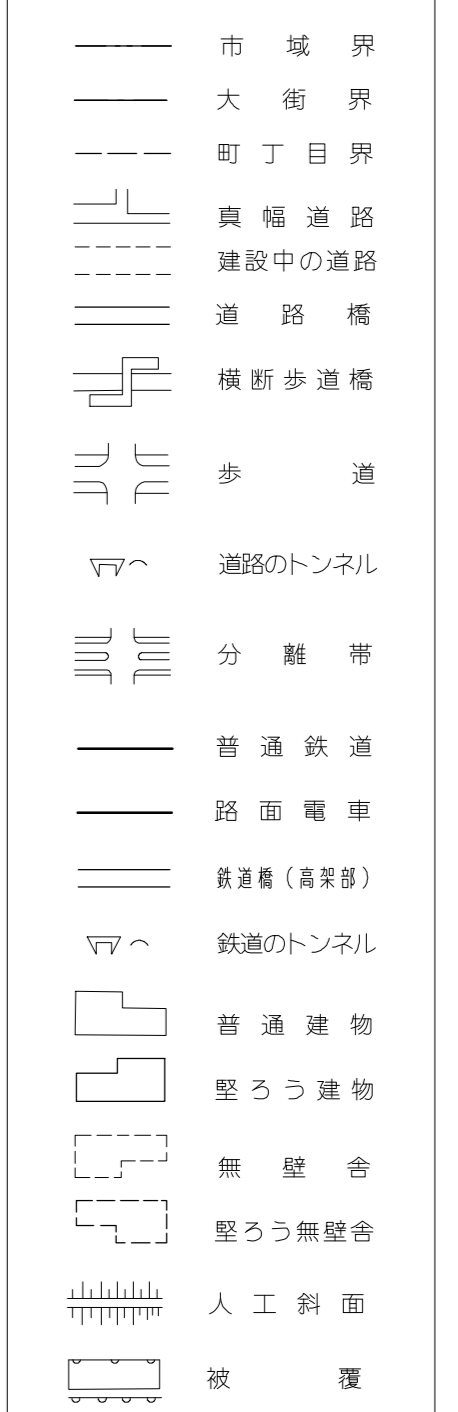 市域界
大街界
町丁目界
真幅道路
建設中の道路
道路橋
横断歩道橋
歩道
道路のトンネル
分離帯
普通鉄道
路面電車
鉄道橋（高架部）
鉄道のトンネル
普通建物
堅ろう建物
無壁舎
堅ろう無壁舎
人工斜面
被覆